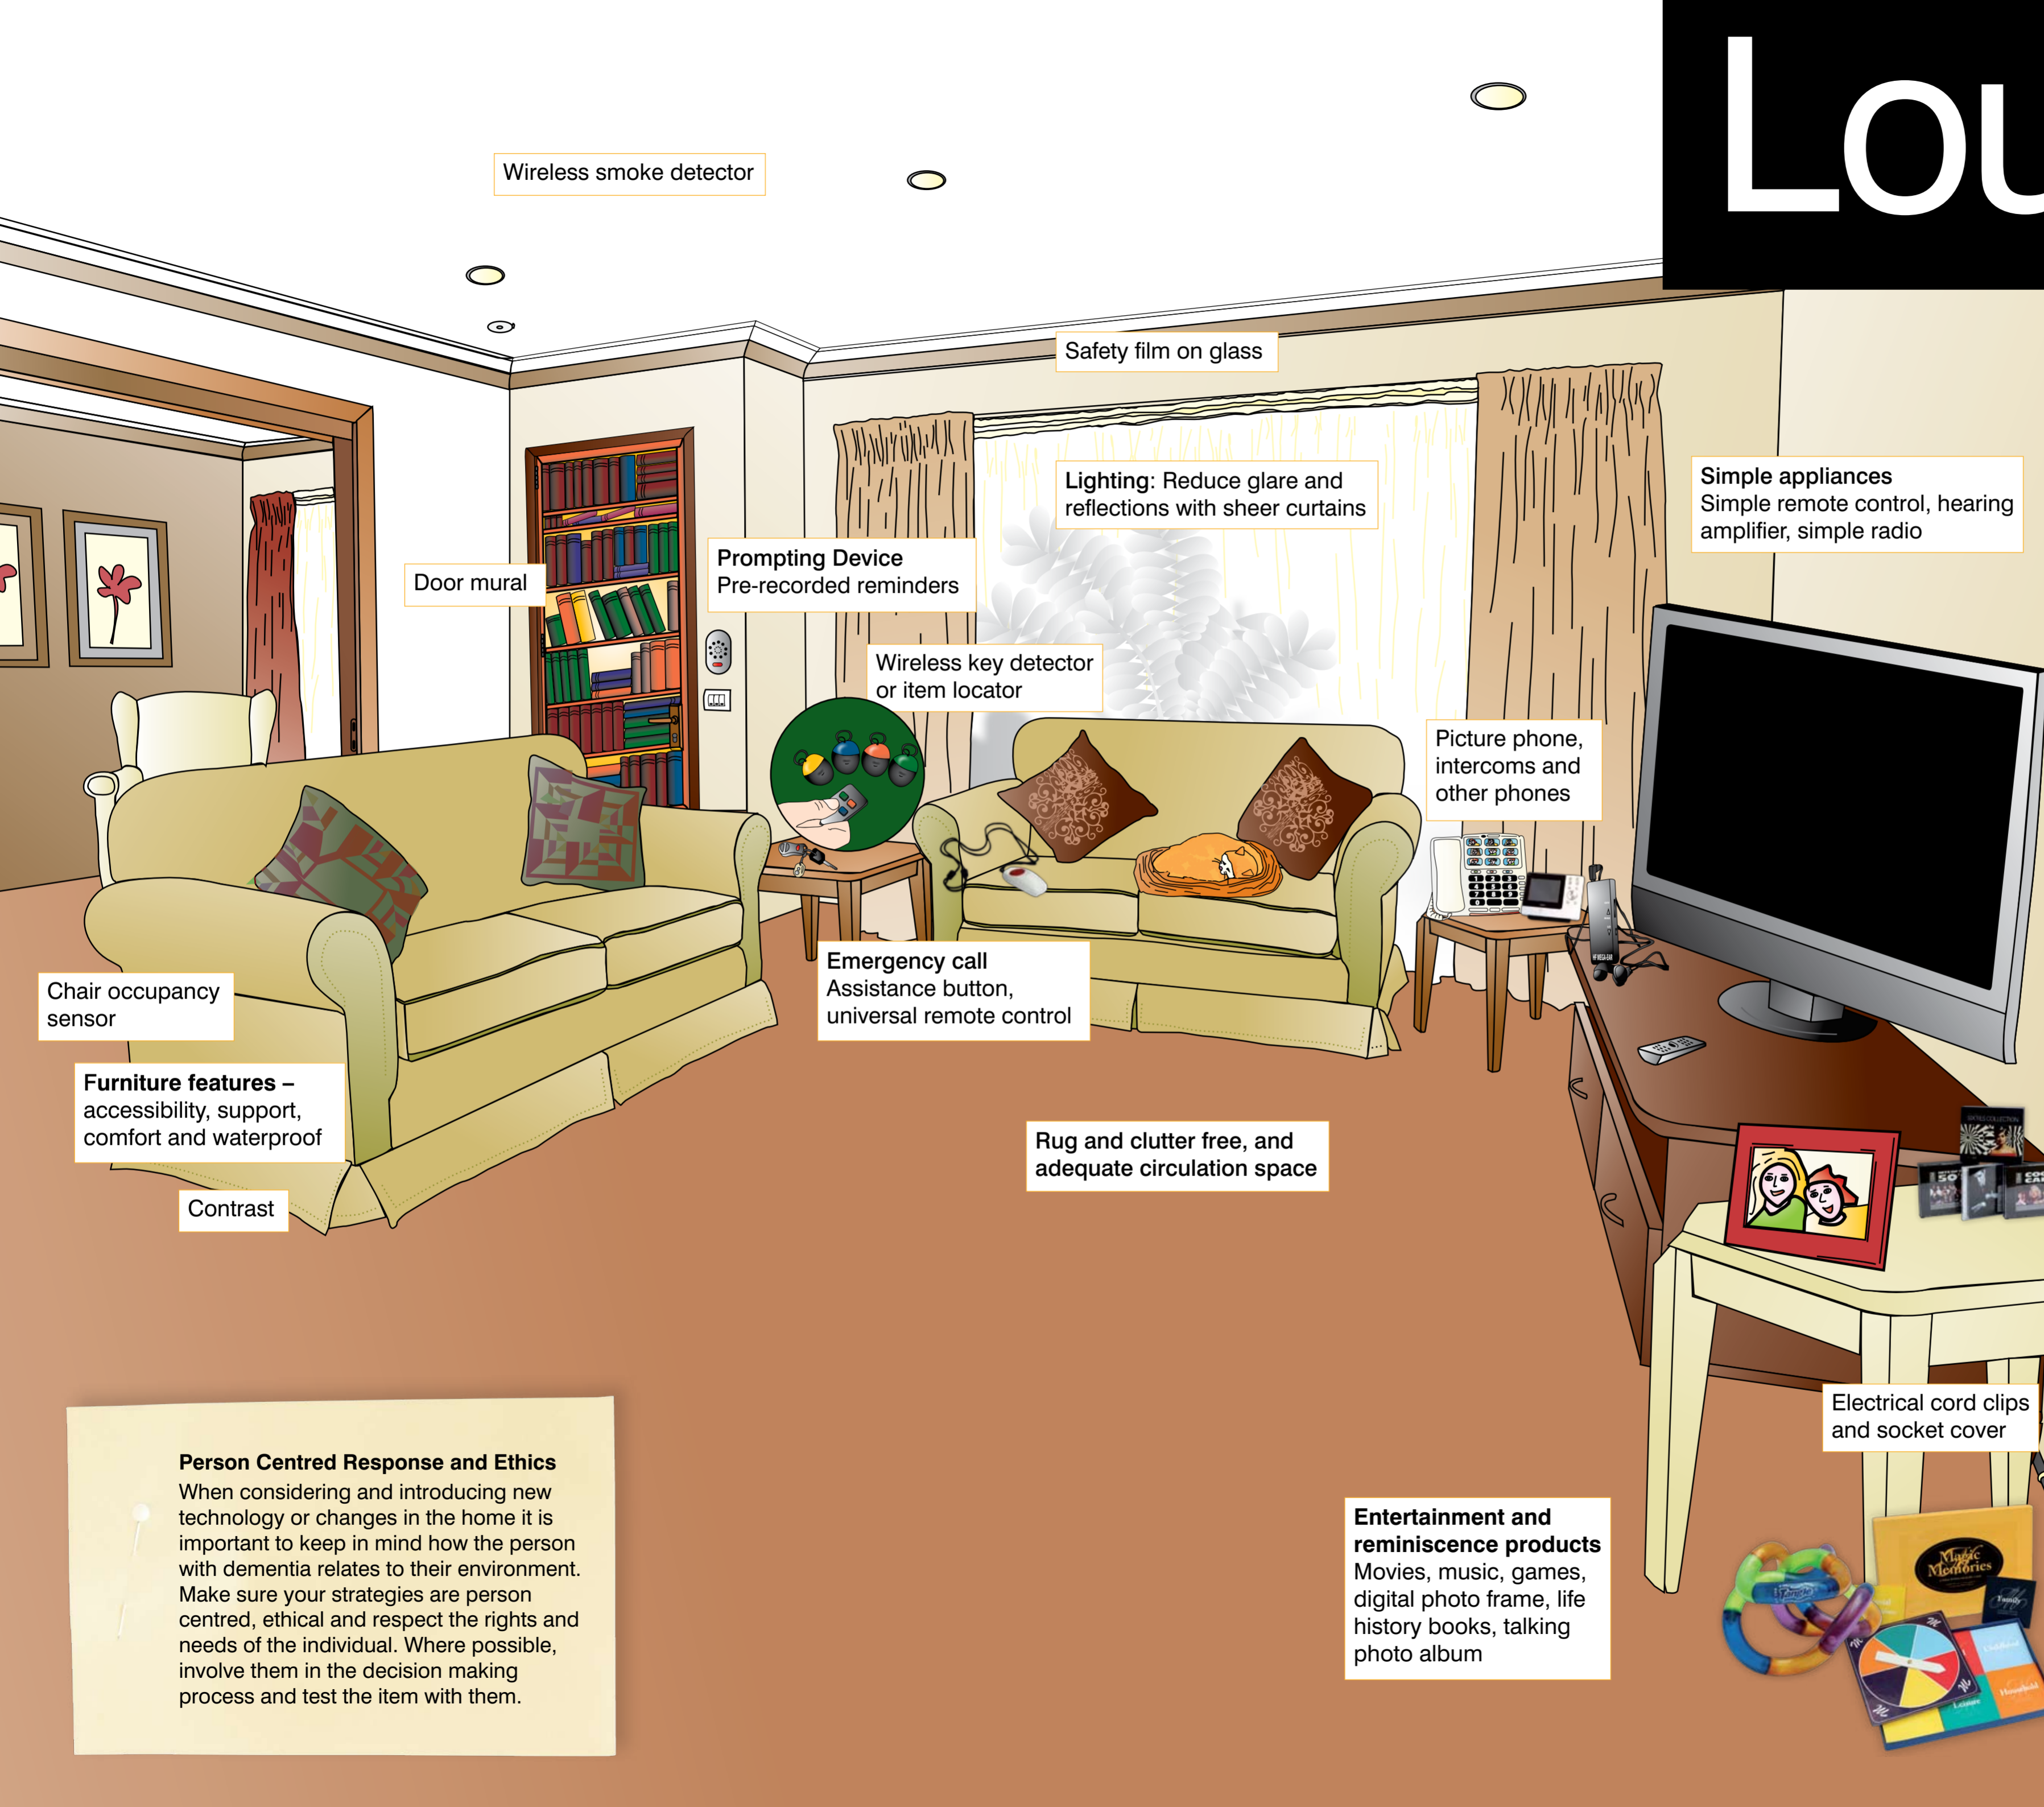 Lou
Wireless smoke detector
Safety film on glass
Lighting: Reduce glare and
reflections with sheer curtains
Simple appliances
Simple remote control, hearing
amplifier, simple radio
Door mural
Prompting Device
Pre-recorded reminders
Wireless key detector
or item locator
Picture phone,
intercoms and
other phones
Chair occupancy
sensor
Emergency call
Assistance button,
universal remote control
Furniture features –
accessibility, support,
comfort and waterproof
Contrast
Rug and clutter free, and
adequate circulation space
Electrical cord clips
and socket cover
Person Centred Response and Ethics
When considering and introducing new
technology or changes in the home it is
important to keep in mind how the person
with dementia relates to their environment.
Make sure your strategies are person
centred, ethical and respect the rights and
needs of the individual. Where possible,
involve them in the decision making
process and test the item with them.
Entertainment and
reminiscence products
Movies, music, games,
digital photo frame, life
history books, talking
photo album
Tangle
Magic
Memories
Family
Leisure
Household